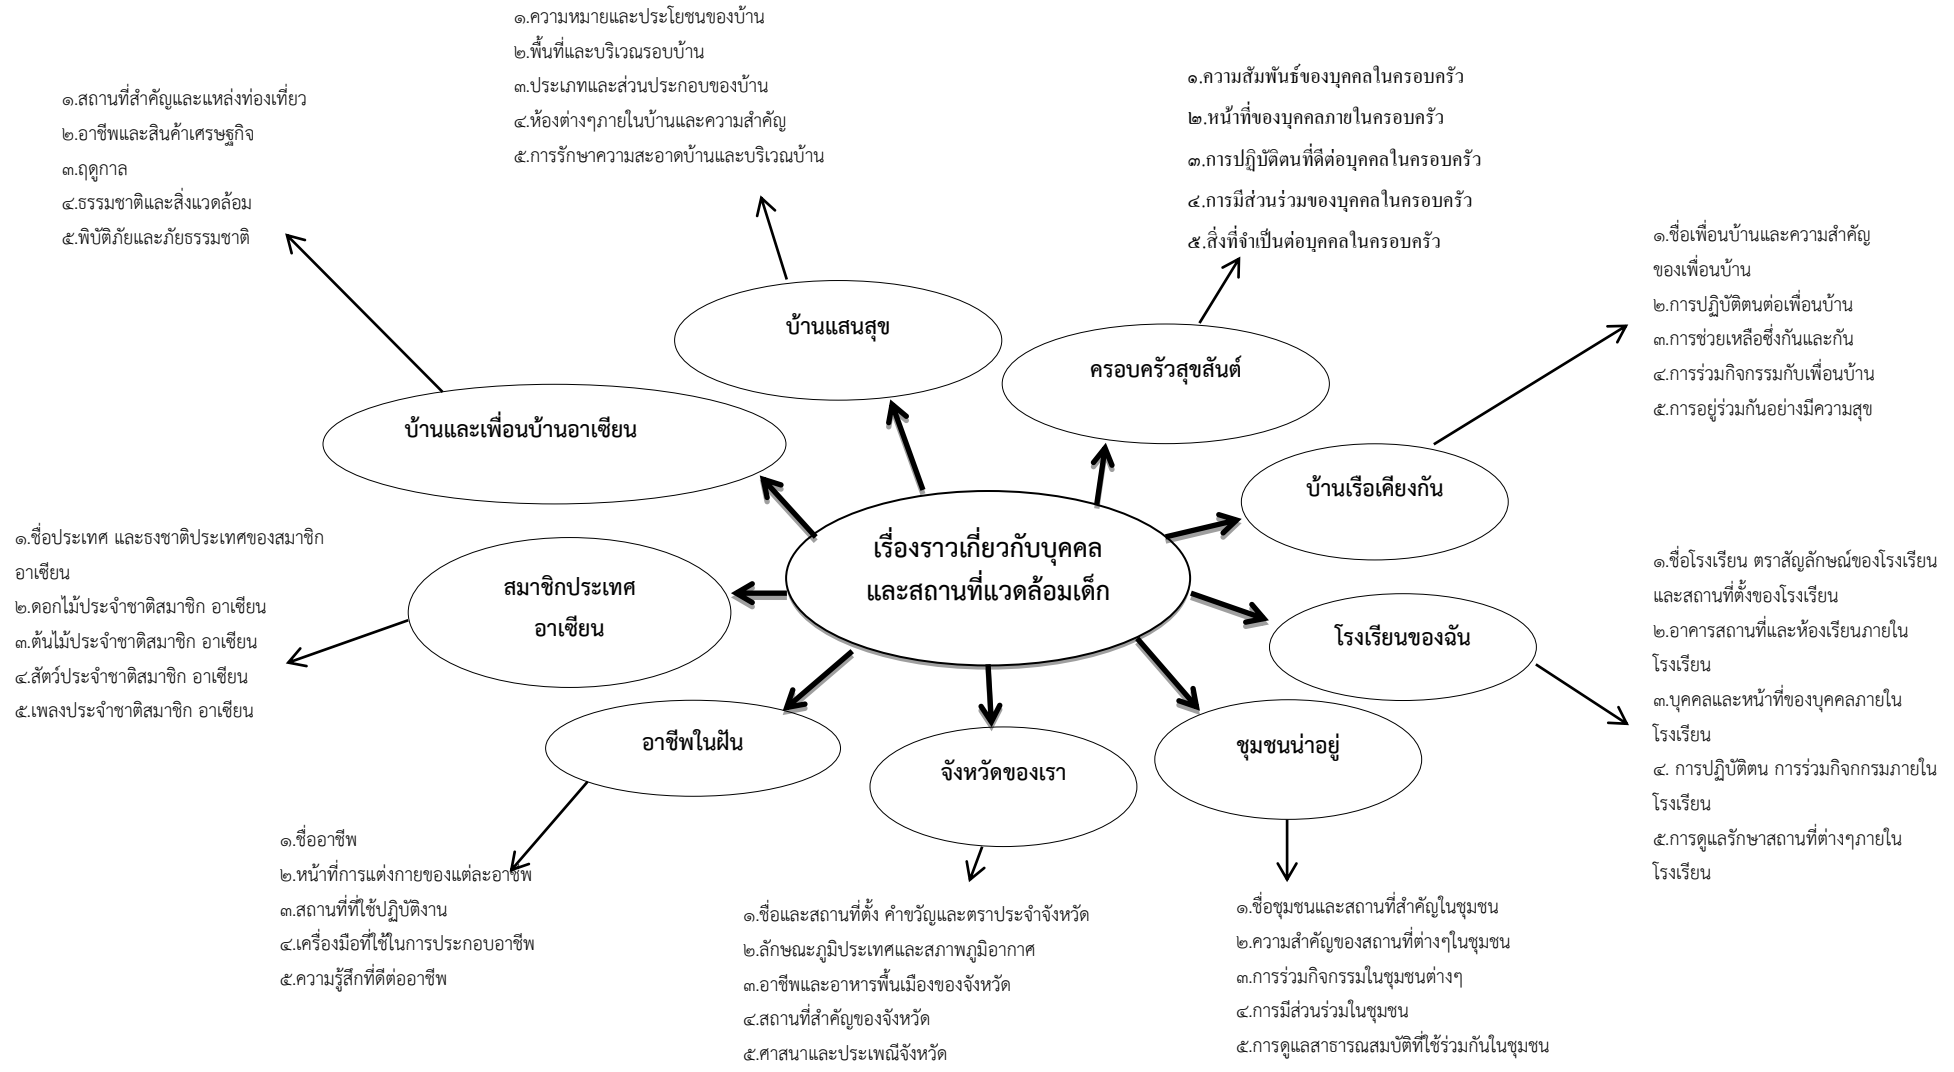 ๑.ความหมายและประโยชนของบ้าน
๒.พื้นที่และบริเวณรอบบ้าน
๓.ประเภทและส่วนประกอบของบ้าน
๔.ห้องต่างๆภายในบ้านและความสำคัญ
๕.การรักษาความสะอาดบ้านและบริเวณบ้าน
๑.ความสัมพันธ์ของบุคคลในครอบครัว
๒.หน้าที่ของบุคคลภายในครอบครัว
๓.การปฏิบัติตนที่ดีต่อบุคคลในครอบครัว
๔.การมีส่วนร่วมของบุคคลในครอบครัว
๕.สิ่งที่จำเป็นต่อบุคคลในครอบครัว
๑.สถานที่สำคัญและแหล่งท่องเที่ยว
๒.อาชีพและสินค้าเศรษฐกิจ
๓.ฤดูกาล
๔.ธรรมชาติและสิ่งแวดล้อม
๕.พิบัติภัยและภัยธรรมชาติ
๑.ชื่อเพื่อนบ้านและความสำคัญ
ของเพื่อนบ้าน
๒.การปฏิบัติตนต่อเพื่อนบ้าน
๓.การช่วยเหลือซึ่งกันและกัน
๔.การร่วมกิจกรรมกับเพื่อนบ้าน
๕.การอยู่ร่วมกันอย่างมีความสุข
บ้านแสนสุข
ครอบครัวสุขสันต์
บ้านและเพื่อนบ้านอาเซียน
บ้านเรือเคียงกัน
เรื่องราวเกี่ยวกับบุคคล
และสถานที่แวดล้อมเด็ก
๑.ชื่อประเทศ และธงชาติประเทศของสมาชิก
อาเซียน
๒.ดอกไม้ประจำชาติสมาชิก อาเซียน
๓.ต้นไม้ประจำชาติสมาชิก อาเซียน
๔.สัตว์ประจำชาติสมาชิก อาเซียน
๕.เพลงประจำชาติสมาชิก อาเซียน
สมาชิกประเทศ
อาเซียน
โรงเรียนของฉัน
๑.ชื่อโรงเรียน ตราสัญลักษณ์ของโรงเรียน
และสถานที่ตั้งของโรงเรียน
๒.อาคารสถานที่และห้องเรียนภายใน
โรงเรียน
๓.บุคคลและหน้าที่ของบุคคลภายใน
โรงเรียน
๔. การปฏิบัติตน การร่วมกิจกกรมภายใน
โรงเรียน
๕.การดูแลรักษาสถานที่ต่างๆภายใน
โรงเรียน
อาชีพในฝัน
จังหวัดของเรา
ชุมชนน่าอยู่
๑.ชื่ออาชีพ
๒.หน้าที่การแต่งกายของแต่ละอาชีพ
๓.สถานที่ที่ใช้ปฏิบัติงาน
๔.เครื่องมือที่ใช้ในการประกอบอาชีพ
๕.ความรู้สึกที่ดีต่ออาชีพ
๑.ชื่อและสถานที่ตั้ง คำขวัญและตราประจำจังหวัด
๒.ลักษณะภูมิประเทศและสภาพภูมิอากาศ
๓.อาชีพและอาหารพื้นเมืองของจังหวัด
๔.สถานที่สำคัญของจังหวัด
๕.ศาสนาและประเพณีจังหวัด
๑.ชื่อชุมชนและสถานที่สำคัญในชุมชน
๒.ความสำคัญของสถานที่ต่างๆในชุมชน
๓.การร่วมกิจกรรมในชุมชนต่างๆ
๔.การมีส่วนร่วมในชุมชน
๕.การดูแลสาธารณสมบัติที่ใช้ร่วมกันในชุมชน